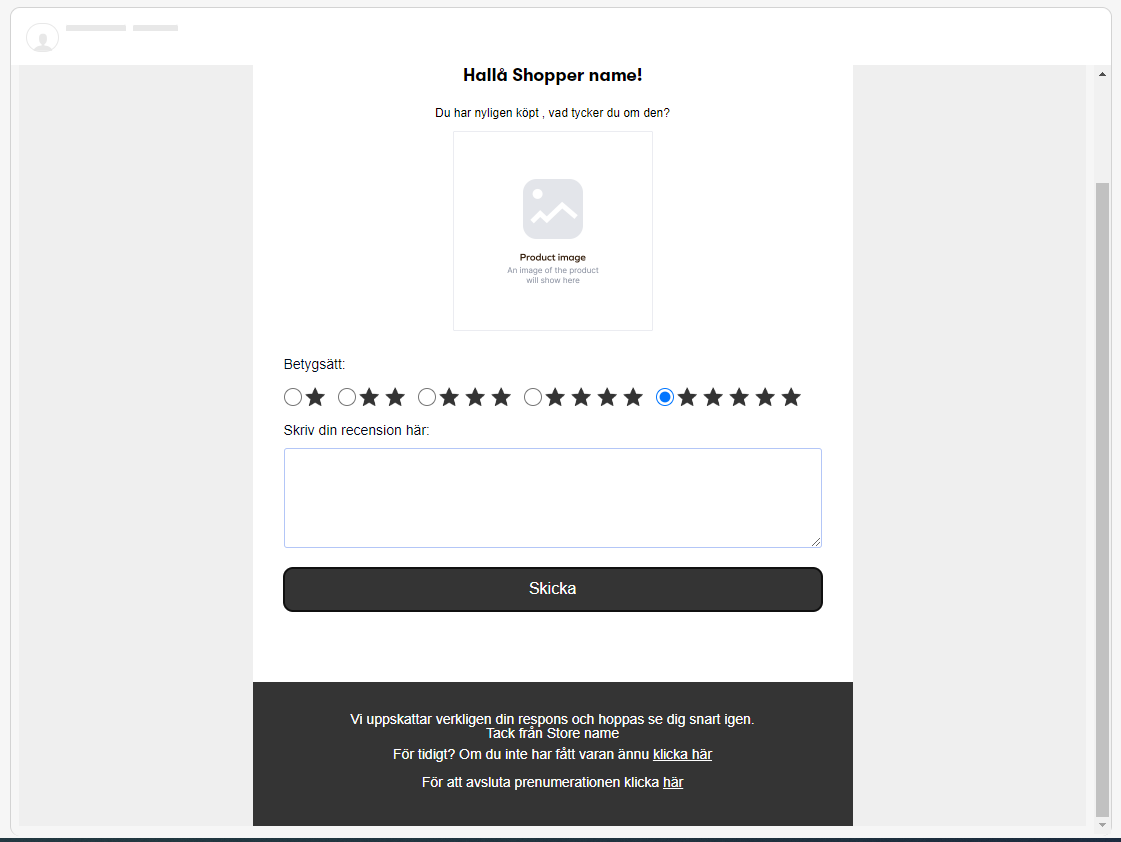 Hallå Shopper name!
Du har nyligen köpt , vad tycker du om den?
Product image
An image of the product
will show here
Betygsätt:
Skriv din recension här:
Skicka
Vi uppskattar verkligen din respons och hoppas se dig snart igen.
Tack från Store name
För tidigt? Om du inte har fått varan ännu klicka här
För att avsluta prenumerationen klicka här